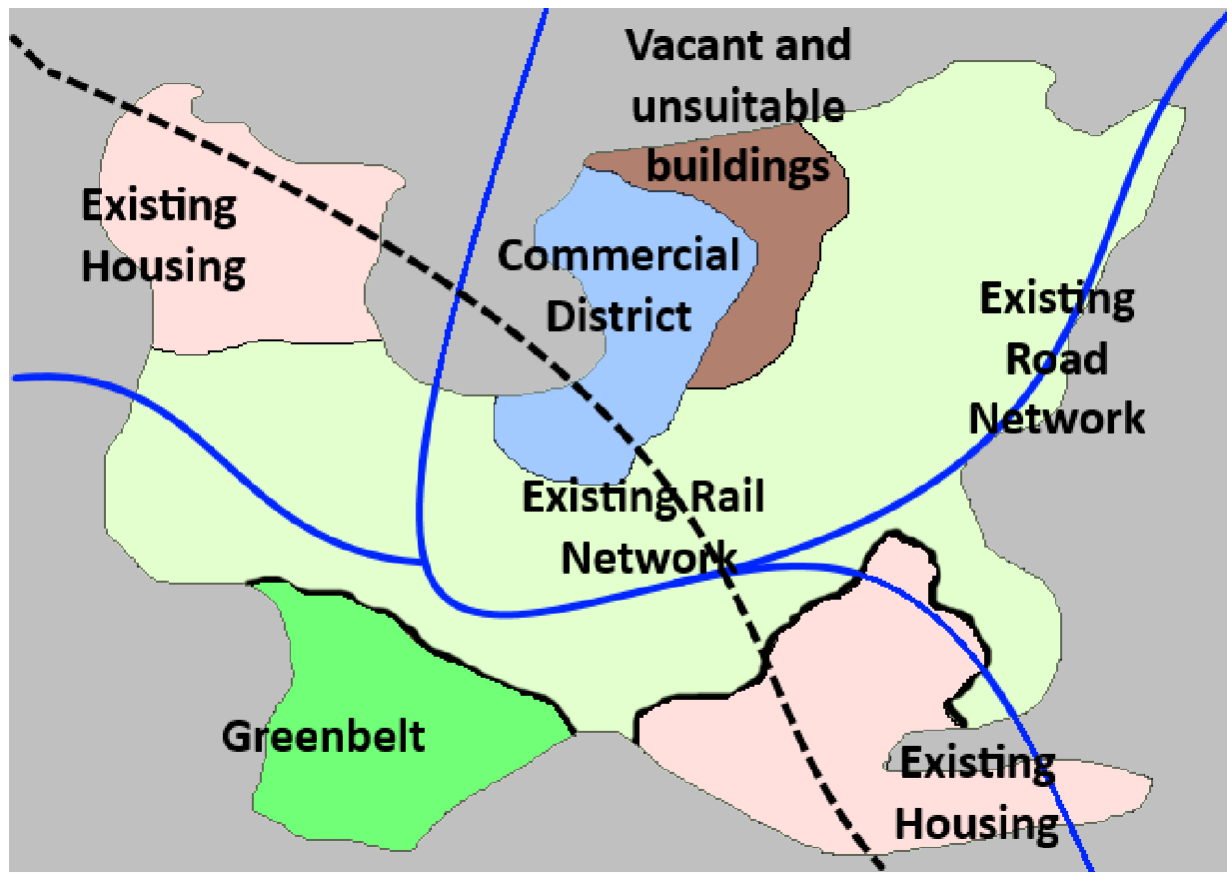 Vacant and
unsuitable
buildings
Existing
Housing
Commercial
District
Existing
Road
Network
Existing Rail
Network
Greenbelt
Existing
Housing